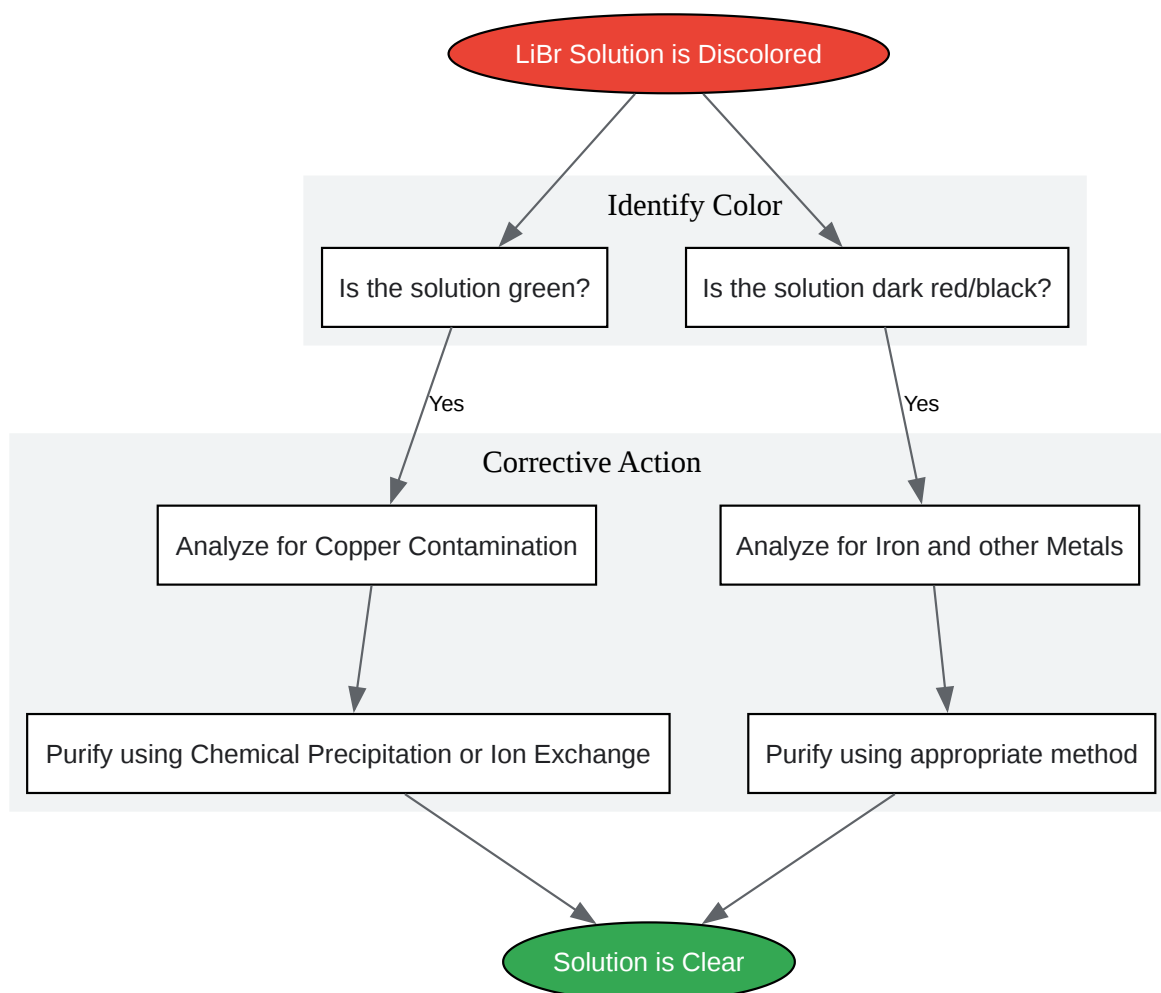 LiBr Solution is Discolored
Identify Color
Is the solution green?
Is the solution dark red/black?
Yes
Yes
Corrective Action
Analyze for Copper Contamination
Analyze for Iron and other Metals
Purify using Chemical Precipitation or Ion Exchange
Purify using appropriate method
Solution is Clear